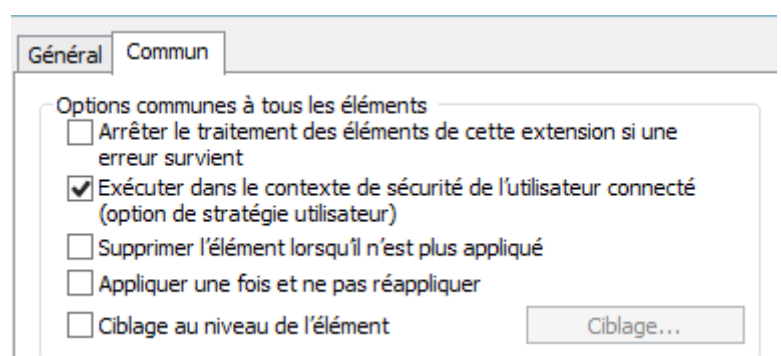 Général Commun
Options communes à tous les éléments
Arrêter le traitement des éléments de cette extension si une
erreur survient
Exécuter dans le contexte de sécurité de l'utilisateur connecté
(option de stratégie utilisateur)
Supprimer l'élément lorsqu'il n'est plus appliqué
Appliquer une fois et ne pas réappliquer
Ciblage au niveau de l'élément Ciblage...